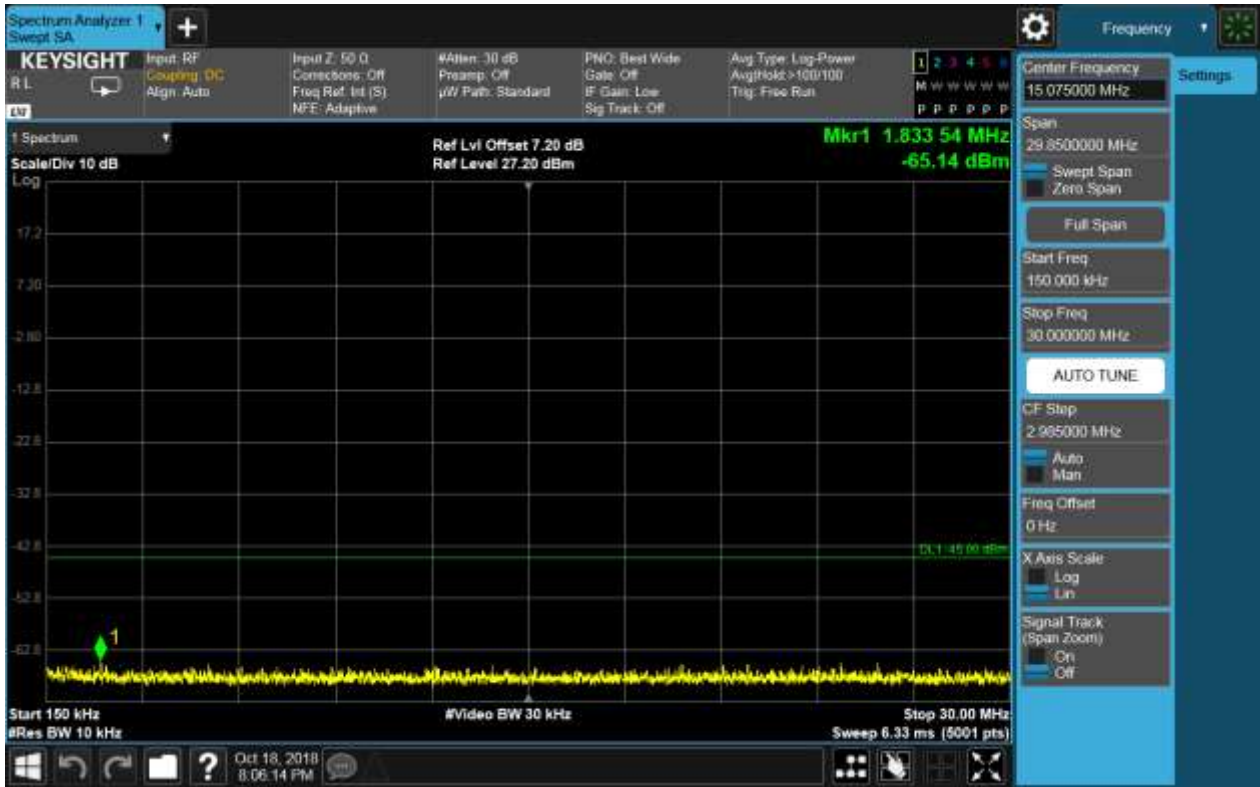 Spectrum Analyzer 1
Swept SA
+
Frequency
KEYSIGHT
R L
LXI
Input: RF
Coupling: DC
Align: Auto
Input Z: 50 Ω
Corrections: Off
Freq Ref: Int (S)
NFE: Adaptive
#Atten: 30 dB
Preamp: Off
µW Path: Standard
PNO: Best Wide
Gate: Off
IF Gain: Low
Sig Track: Off
Avg Type: Log-Power
Avg|Hold:>100/100
Trig: Free Run
1 2 3 4 5 6
M W W W W W
P P P P P P
Center Frequency
15.075000 MHz
Settings
Span
29.8500000 MHz
Swept Span
Zero Span
Full Span
Start Freq
150.000 kHz
Stop Freq
30.000000 MHz
AUTO TUNE
CF Step
2.985000 MHz
Auto
Man
Freq Offset
0 Hz
X Axis Scale
Log
Lin
Signal Track
(Span Zoom)
On
Off
1 Spectrum
Scale/Div 10 dB
Log
Ref Lvl Offset 7.20 dB
Ref Level 27.20 dBm
Mkr1 1.833 54 MHz
-65.14 dBm
17.2
7.20
-2.80
-12.8
-22.8
-32.8
-42.8
DL1 -45.00 dBm
-52.8
-62.8
1
Start 150 kHz
#Video BW 30 kHz
Stop 30.00 MHz
#Res BW 10 kHz
Sweep 6.33 ms (5001 pts)
?
Oct 18, 2018
8:06:14 PM